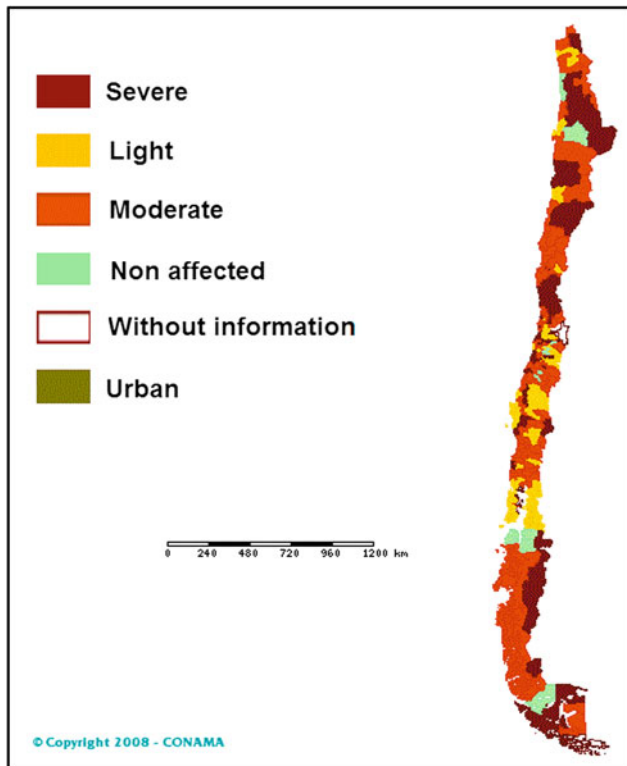 Severe
Light
Moderate
Non affected
Without information
Urban
0 240 480 720 960 1200 km
© Copyright 2008 - CONAMA